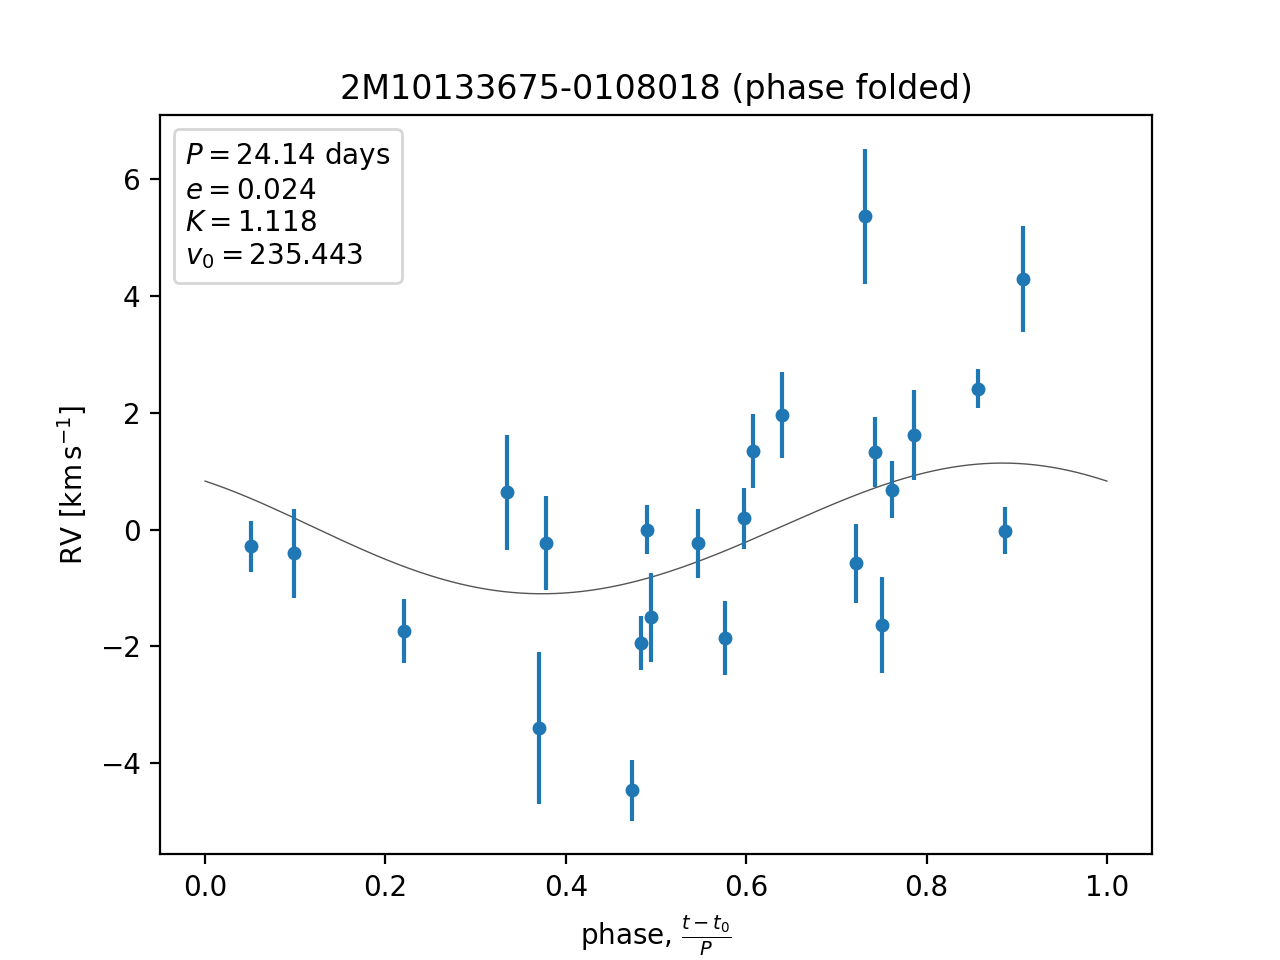 2M10133675-0108018 (phase folded)
P = 24.14 days
e = 0.024
K = 1.118
v₀ = 235.443
6
4
2
0
−2
−4
RV [km s⁻¹]
0.0 0.2 0.4 0.6 0.8 1.0
phase, (t − t₀)/P